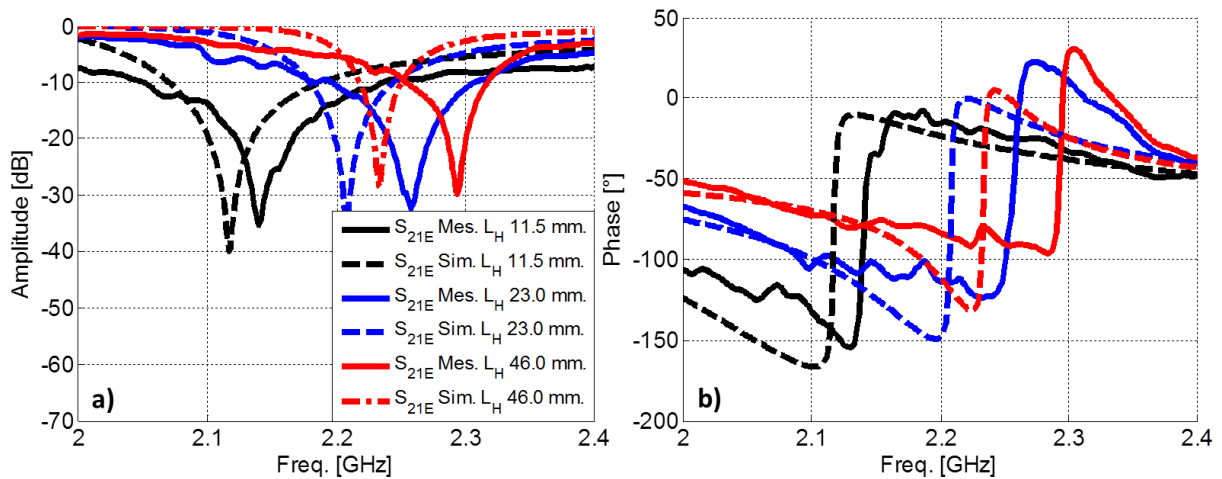 0
-10
-20
-30
-40
-50
-60
-70
Amplitude [dB]
2
2.1
2.2
2.3
2.4
Freq. [GHz]
a)
S21E Mes. LH 11.5 mm.
S21E Sim. LH 11.5 mm.
S21E Mes. LH 23.0 mm.
S21E Sim. LH 23.0 mm.
S21E Mes. LH 46.0 mm.
S21E Sim. LH 46.0 mm.
50
0
-50
-100
-150
-200
Phase [°]
2
2.1
2.2
2.3
2.4
Freq. [GHz]
b)